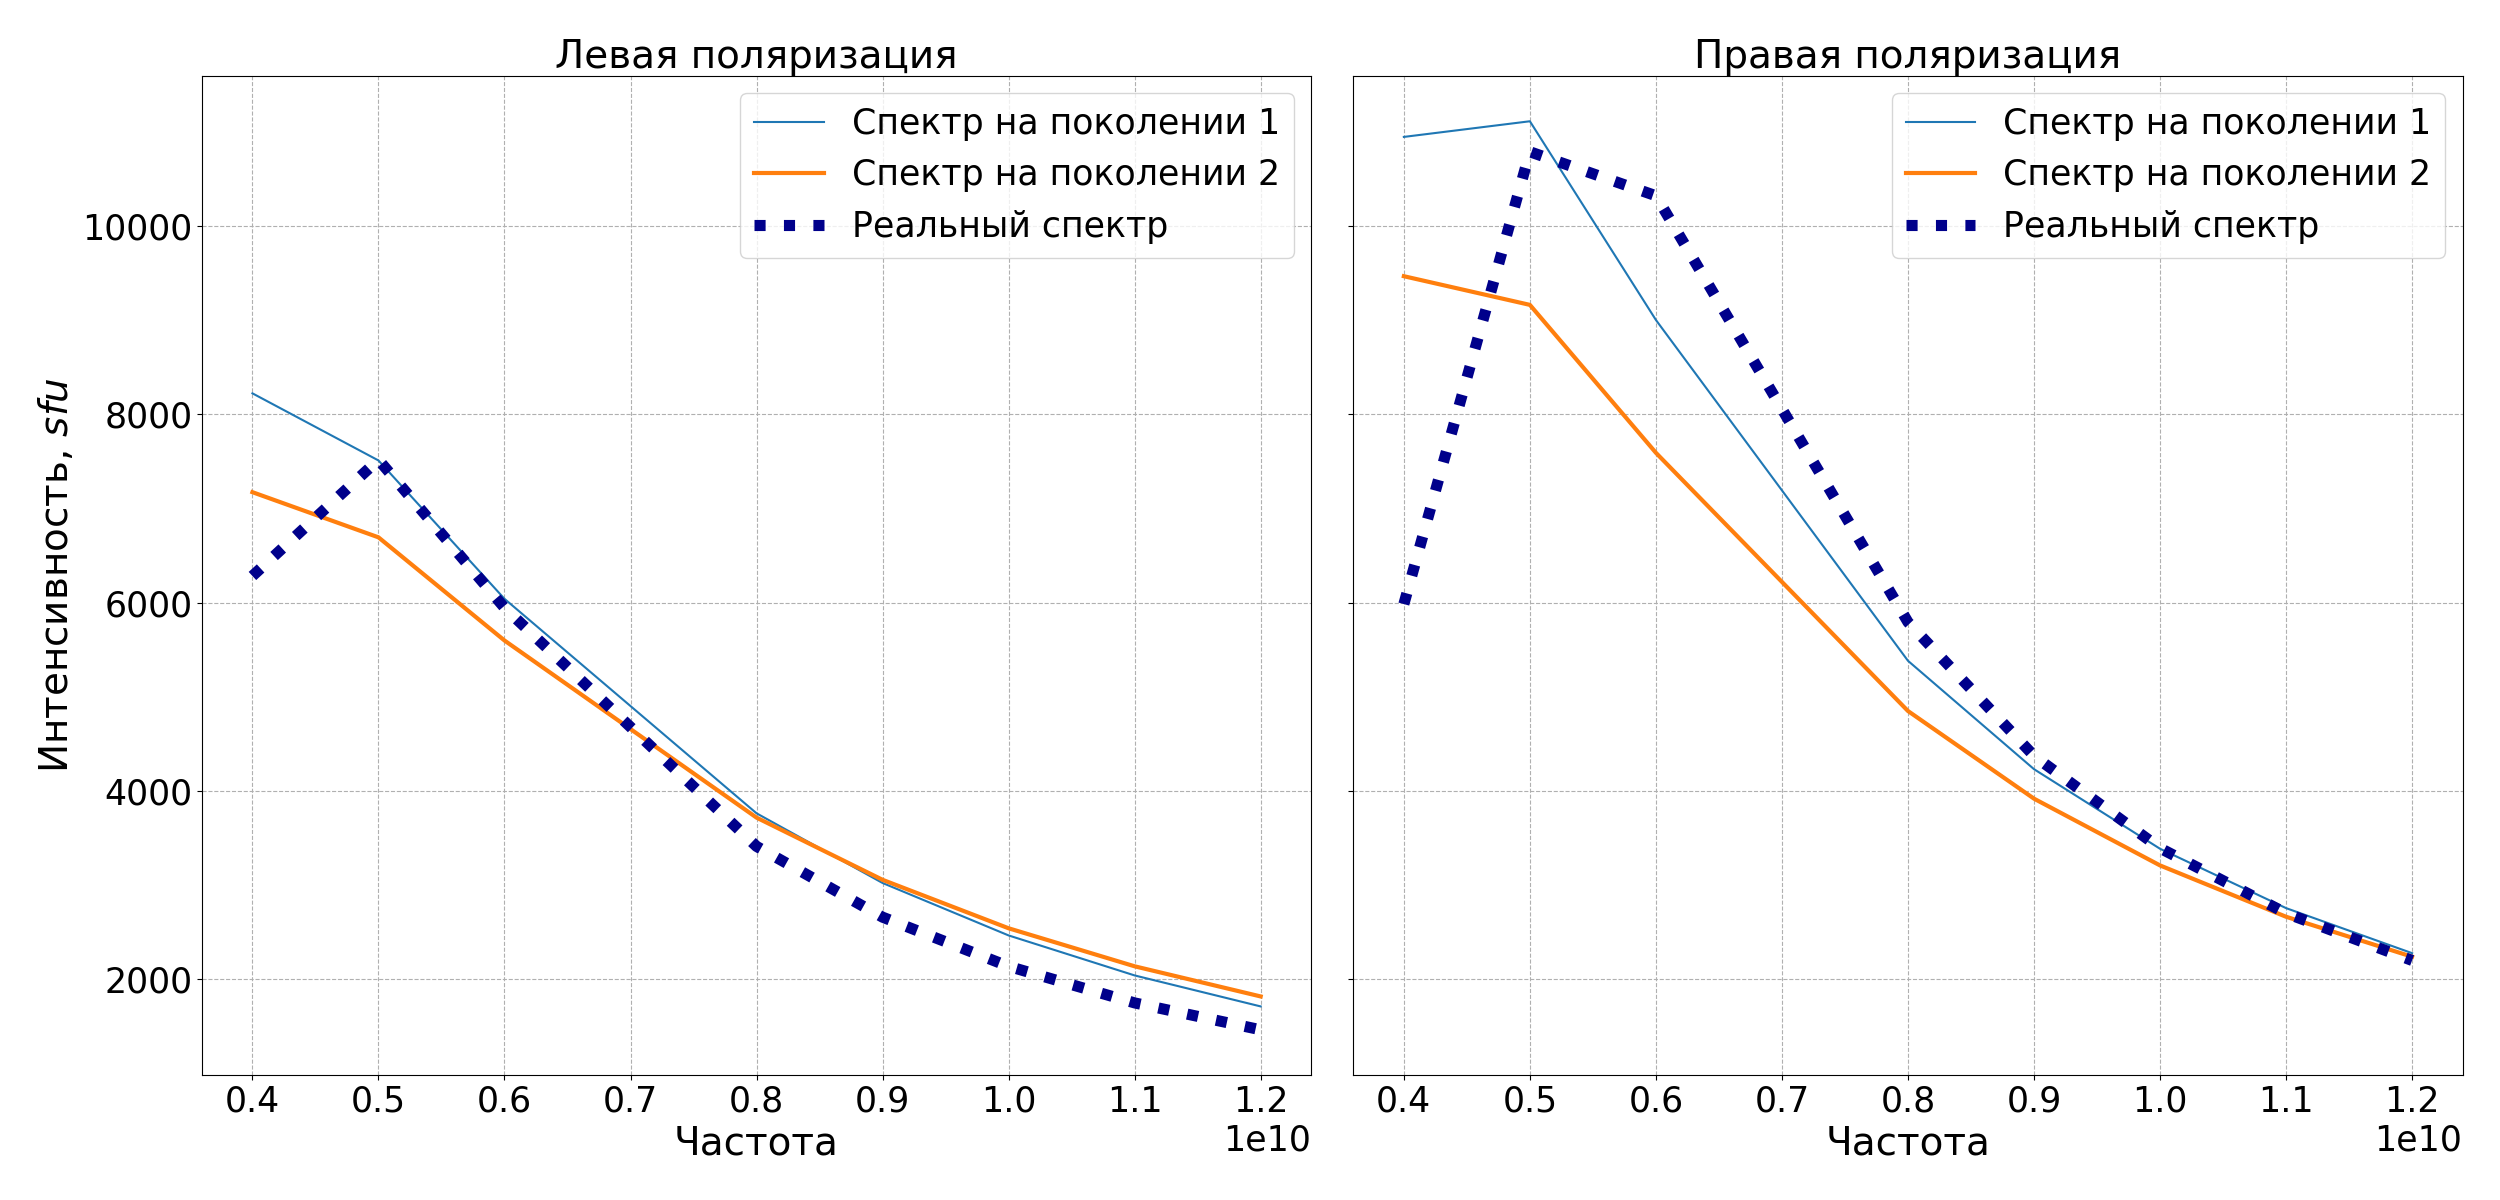 Левая поляризация
Правая поляризация
Спектр на поколении 1
Спектр на поколении 2
Реальный спектр
Спектр на поколении 1
Спектр на поколении 2
Реальный спектр
Интенсивность, sfu
10000
8000
6000
4000
2000
0.4 0.5 0.6 0.7 0.8 0.9 1.0 1.1 1.2
1e10
Частота
0.4 0.5 0.6 0.7 0.8 0.9 1.0 1.1 1.2
1e10
Частота